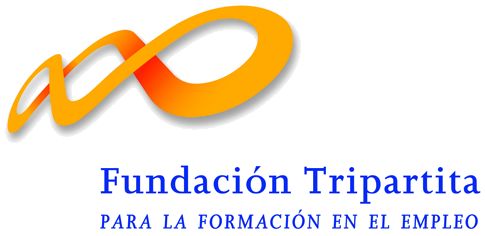 Fundación Tripartita
PARA LA FORMACIÓN EN EL EMPLEO